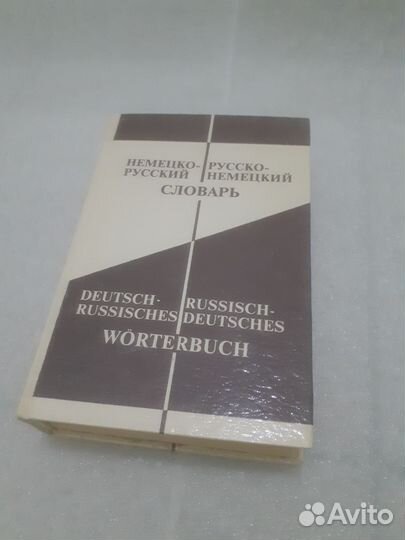 НЕМЕЦКО- РУССКО-
РУССКИЙ НЕМЕЦКИЙ
СЛОВАРЬ
DEUTSCH- RUSSISCH-
RUSSISCHES DEUTSCHES
WÖRTERBUCH
Avito